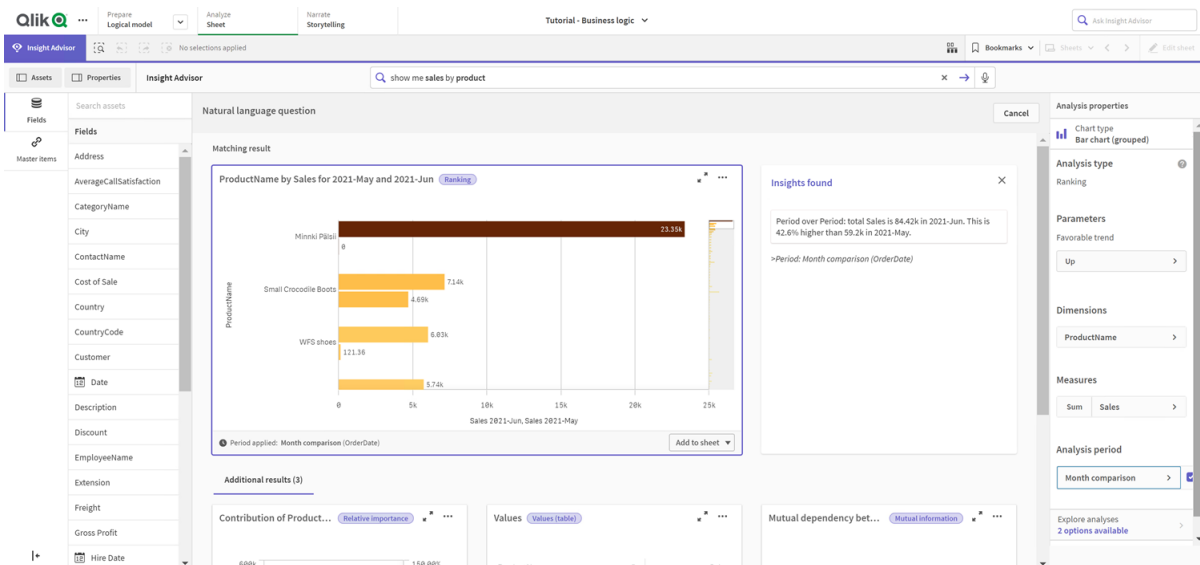 Qlik
Prepare
Logical model
Analyze
Sheet
Narrate
Storytelling
Tutorial - Business logic
Ask Insight Advisor
Insight Advisor
No selections applied
Bookmarks
Sheets
Edit sheet
Assets
Properties
Insight Advisor
show me sales by product
Fields
Master items
Search assets
Fields
Address
AverageCallSatisfaction
CategoryName
City
ContactName
Cost of Sale
Country
CountryCode
Customer
Date
Description
Discount
EmployeeName
Extension
Freight
Gross Profit
Hire Date
Natural language question
Cancel
Matching result
ProductName by Sales for 2021-May and 2021-Jun
Ranking
ProductName
Minnki Pälsii
23.35k
0
Small Crocodile Boots
7.14k
4.69k
WFS shoes
6.03k
121.36
5.74k
0 5k 10k 15k 20k 25k
Sales 2021-Jun, Sales 2021-May
Period applied: Month comparison (OrderDate)
Add to sheet
Insights found
Period over Period: total Sales is 84.42k in 2021-Jun. This is
42.6% higher than 59.2k in 2021-May.
>Period: Month comparison (OrderDate)
Additional results (3)
Contribution of Product...
Relative importance
600k
150.00%
Values
Values (table)
Mutual dependency bet...
Mutual information
Analysis properties
Chart type
Bar chart (grouped)
Analysis type
Ranking
Parameters
Favorable trend
Up
Dimensions
ProductName
Measures
Sum
Sales
Analysis period
Month comparison
Explore analyses
2 options available